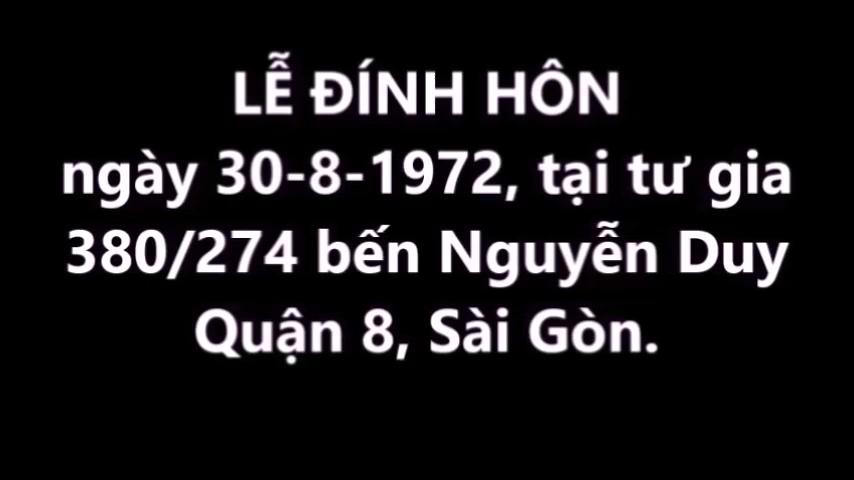 LỄ ĐÍNH HÔN
ngày 30-8-1972, tại tư gia
380/274 bến Nguyễn Duy
Quận 8, Sài Gòn.